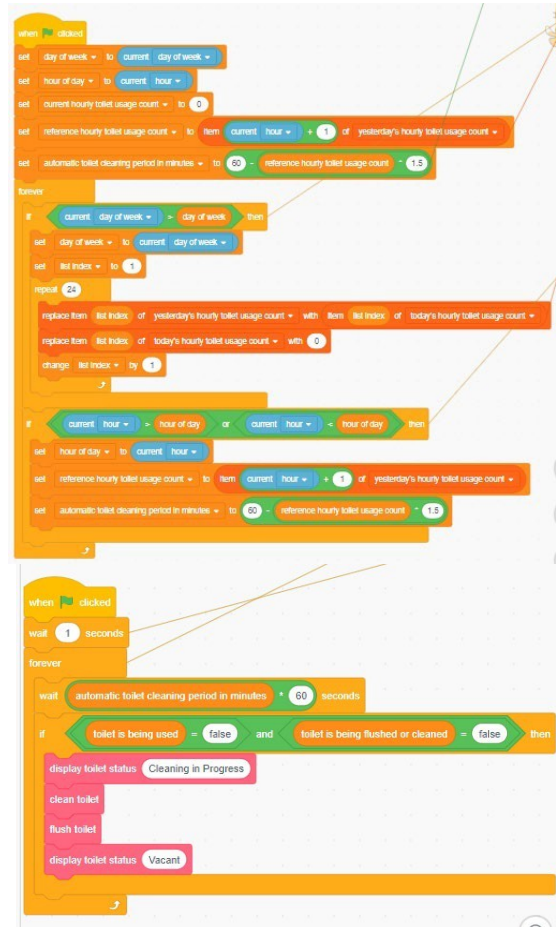 when clicked
set day of week to current day of week
set hour of day to current hour
set current hourly toilet usage count to 0
set reference hourly toilet usage count to item current hour + 1 of yesterday's hourly toilet usage count
set automatic toilet cleaning period in minutes to 60 - reference hourly toilet usage count * 1.5
forever
if current day of week > day of week then
set day of week to current day of week
set list index to 1
repeat 24
replace item list index of yesterday's hourly toilet usage count with item list index of today's hourly toilet usage count
replace item list index of today's hourly toilet usage count with 0
change list index by 1
if current hour > hour of day or current hour < hour of day then
set hour of day to current hour
set reference hourly toilet usage count to item current hour + 1 of yesterday's hourly toilet usage count
set automatic toilet cleaning period in minutes to 60 - reference hourly toilet usage count * 1.5
when clicked
wait 1 seconds
forever
wait automatic toilet cleaning period in minutes * 60 seconds
if toilet is being used = false and toilet is being flushed or cleaned = false then
display toilet status Cleaning in Progress
clean toilet
flush toilet
display toilet status Vacant